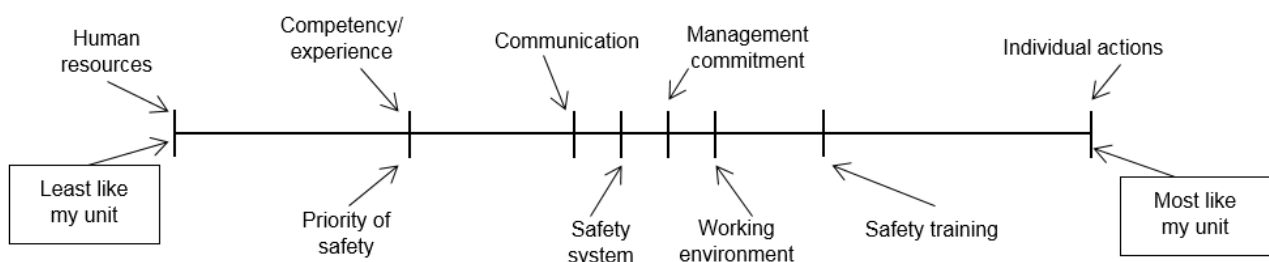 Human
resources
Competency/
experience
Communication
Management
commitment
Individual actions
Least like
my unit
Priority of
safety
Safety
system
Working
environment
Safety training
Most like
my unit